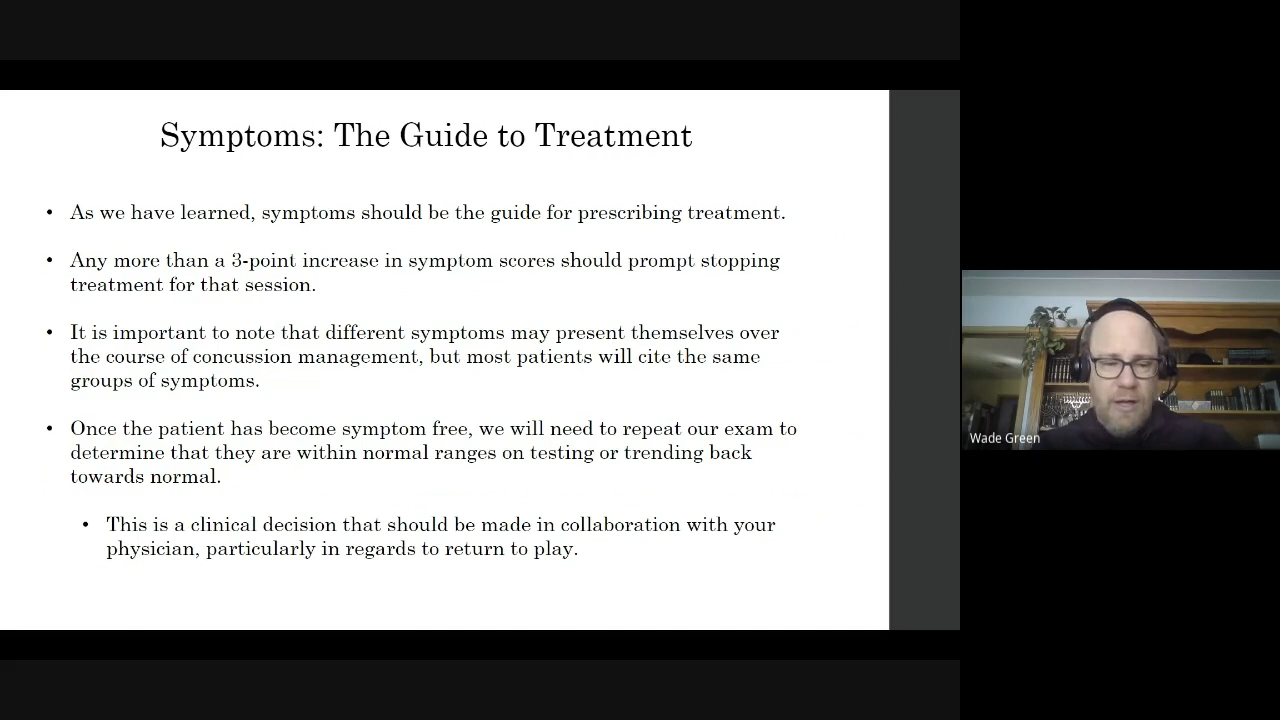 Symptoms: The Guide to Treatment
• As we have learned, symptoms should be the guide for prescribing treatment.
• Any more than a 3-point increase in symptom scores should prompt stopping
treatment for that session.
• It is important to note that different symptoms may present themselves over
the course of concussion management, but most patients will cite the same
groups of symptoms.
• Once the patient has become symptom free, we will need to repeat our exam to
determine that they are within normal ranges on testing or trending back
towards normal.
• This is a clinical decision that should be made in collaboration with your
physician, particularly in regards to return to play.
Wade Green